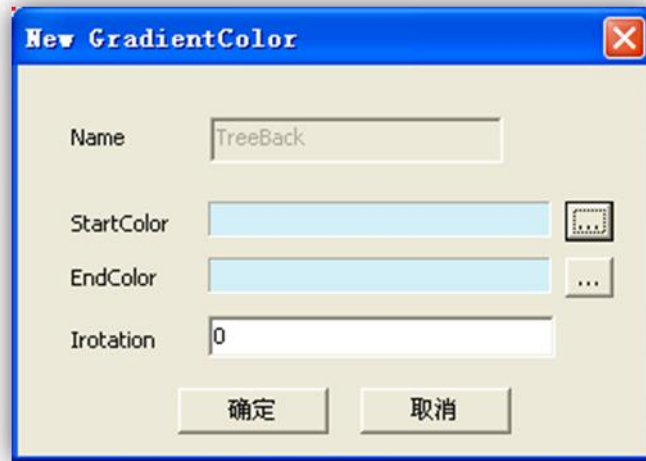 New GradientColor
Name TreeBack
StartColor ...
EndColor ...
Irotation 0
确定 取消